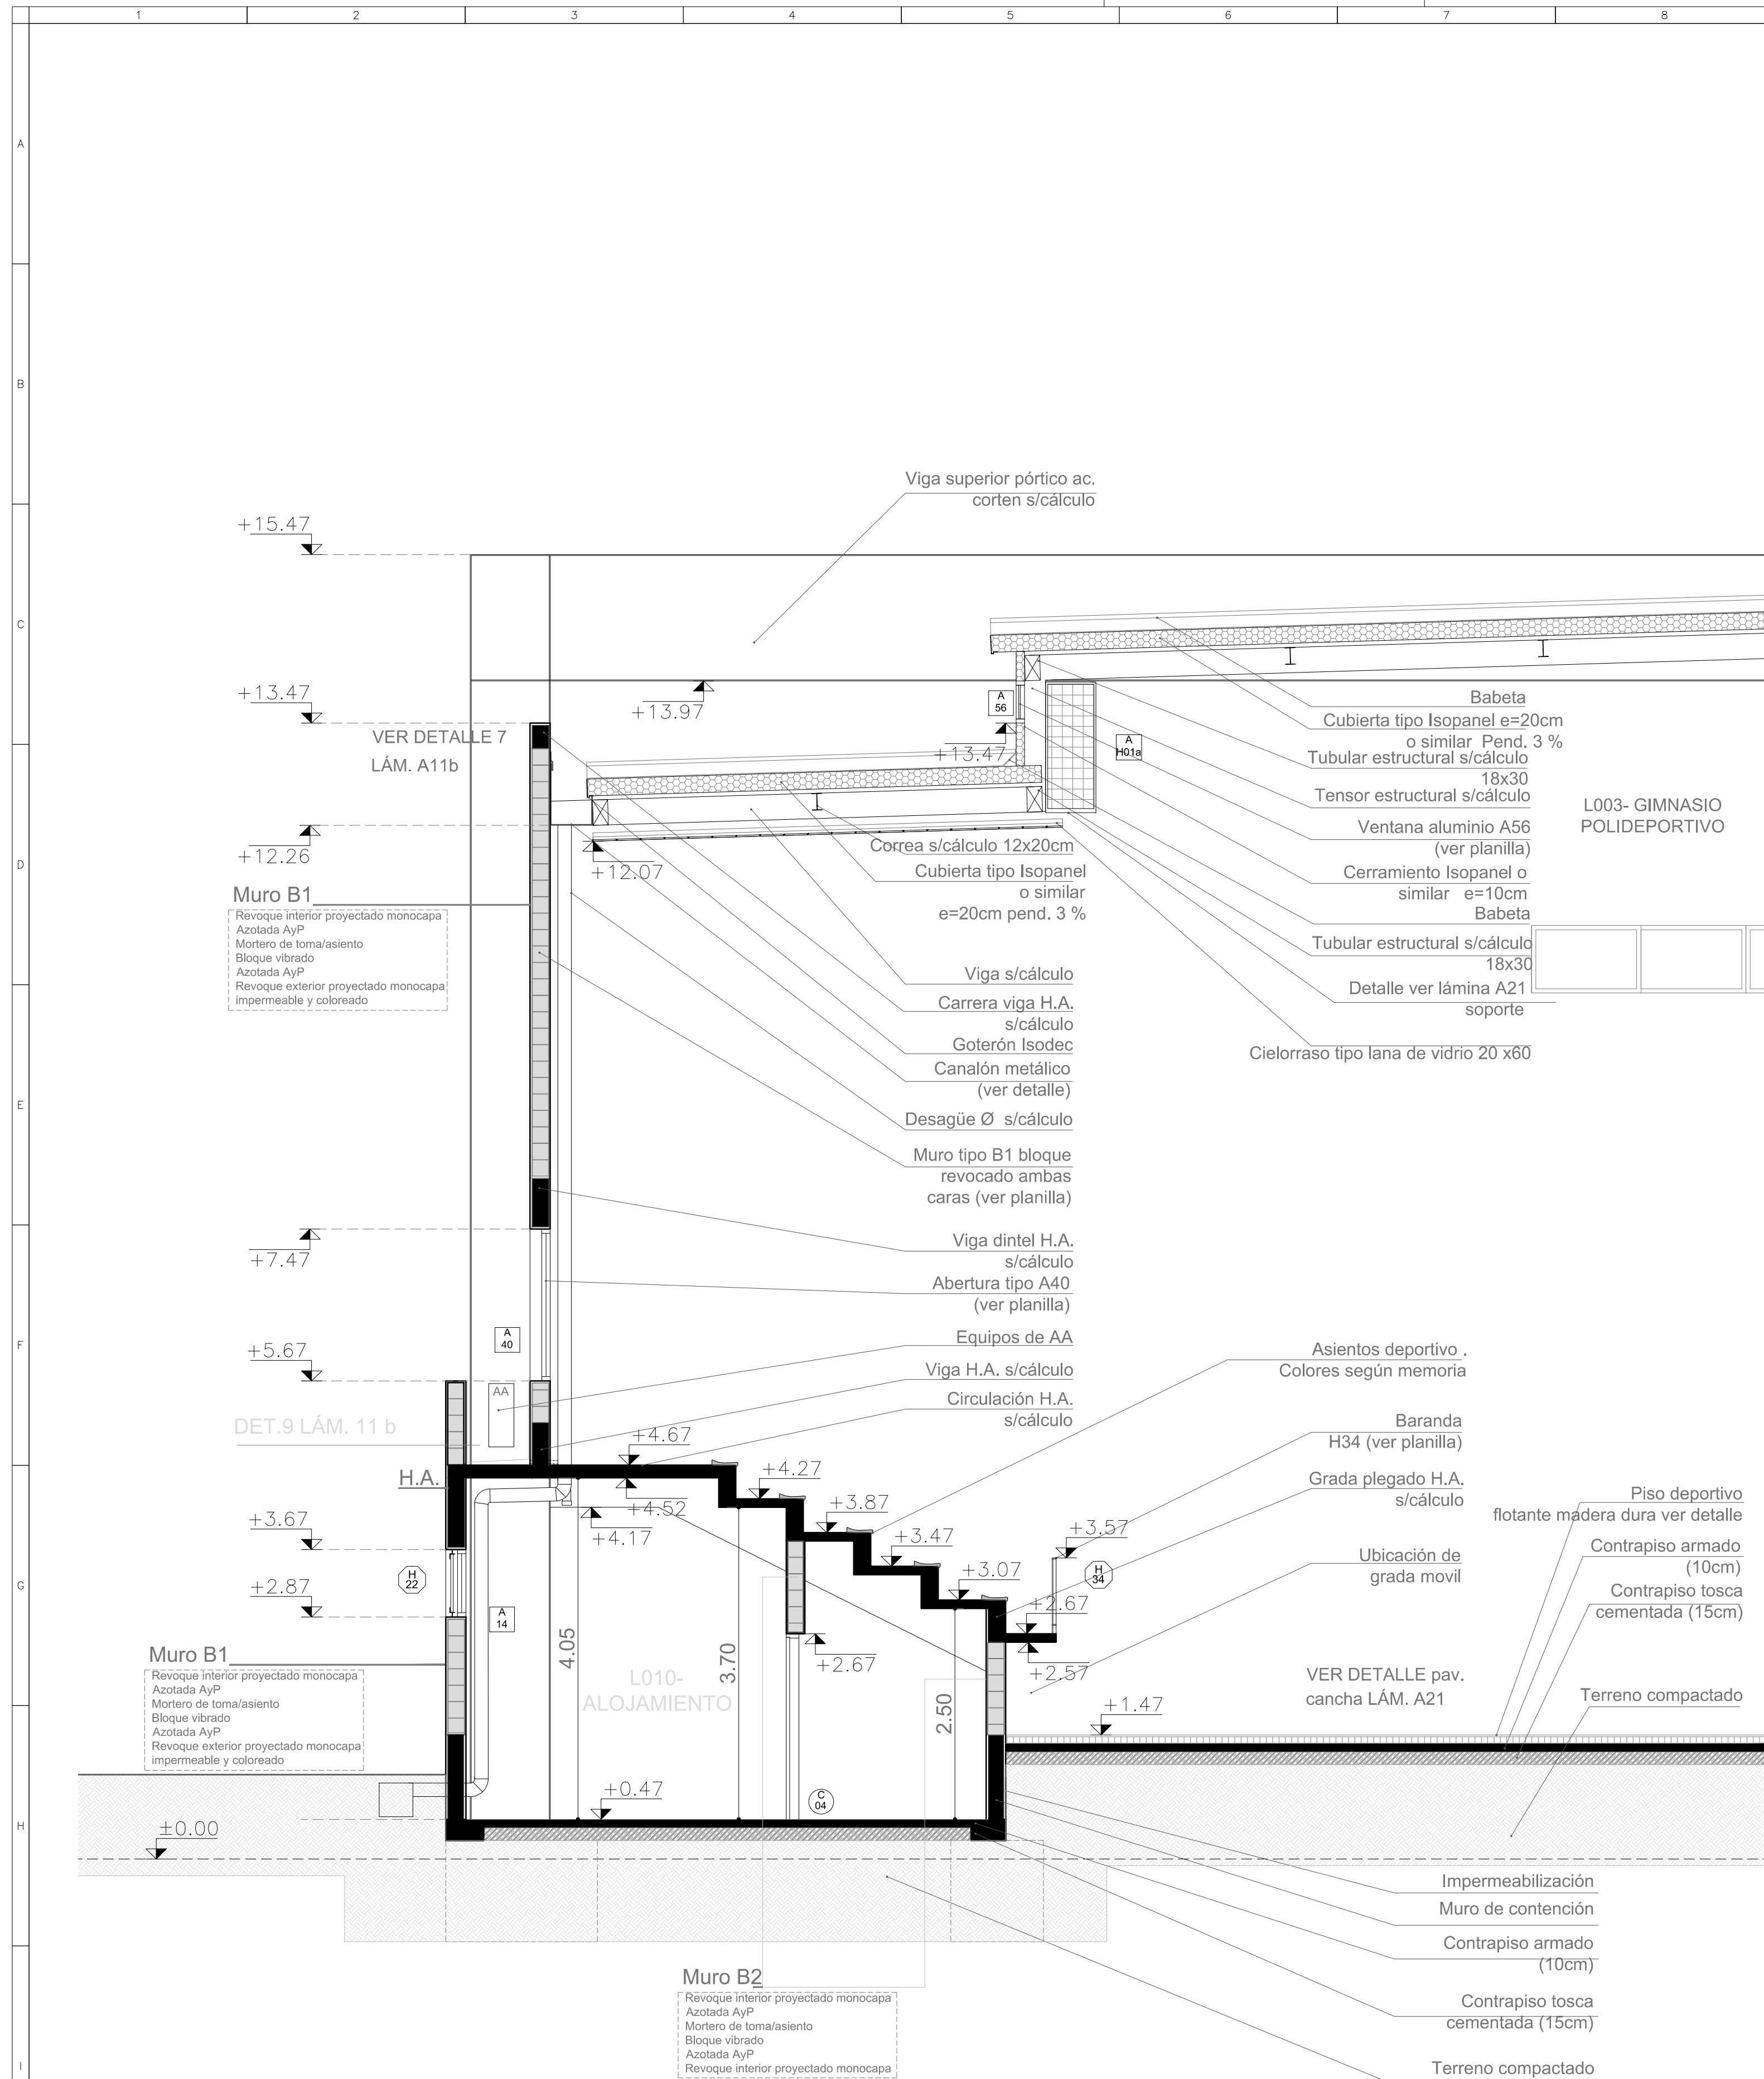 1 2 3 4 5 6 7 8
A
B
C
D
E
F
G
H
I
Viga superior pórtico ac.
corten s/cálculo
+15.47
+13.47
+13.97
VER DETALLE 7
LÁM. A11b
+12.26
+12.07
+13.47
A
56
A
H01a
Babeta
Cubierta tipo Isopanel e=20cm
o similar Pend. 3 %
Tubular estructural s/cálculo
18x30
Tensor estructural s/cálculo
Ventana aluminio A56
(ver planilla)
Cerramiento Isopanel o
similar e=10cm
Babeta
Tubular estructural s/cálculo
18x30
Detalle ver lámina A21
soporte
Cielorraso tipo lana de vidrio 20 x60
L003- GIMNASIO
POLIDEPORTIVO
Correa s/cálculo 12x20cm
Cubierta tipo Isopanel
o similar
e=20cm pend. 3 %
Viga s/cálculo
Carrera viga H.A.
s/cálculo
Goterón Isodec
Canalón metálico
(ver detalle)
Desagüe Ø s/cálculo
Muro tipo B1 bloque
revocado ambas
caras (ver planilla)
Viga dintel H.A.
s/cálculo
Abertura tipo A40
(ver planilla)
Equipos de AA
Viga H.A. s/cálculo
Circulación H.A.
s/cálculo
Muro B1
Revoque interior proyectado monocapa
Azotada AyP
Mortero de toma/asiento
Bloque vibrado
Azotada AyP
Revoque exterior proyectado monocapa
impermeable y coloreado
+7.47
+5.67
A
40
AA
DET.9 LÁM. 11 b
H.A.
+3.67
+2.87
H
22
A
14
+4.67
+4.52
+4.17
+4.27
+3.87
+3.47
+3.07
+3.57
+2.67
+2.57
+2.67
H
34
4.05
3.70
2.50
L010-
ALOJAMIENTO
+0.47
C
04
+1.47
±0.00
Asientos deportivo .
Colores según memoria
Baranda
H34 (ver planilla)
Grada plegado H.A.
s/cálculo
Ubicación de
grada movil
Piso deportivo
flotante madera dura ver detalle
Contrapiso armado
(10cm)
Contrapiso tosca
cementada (15cm)
VER DETALLE pav.
cancha LÁM. A21
Terreno compactado
Muro B1
Revoque interior proyectado monocapa
Azotada AyP
Mortero de toma/asiento
Bloque vibrado
Azotada AyP
Revoque exterior proyectado monocapa
impermeable y coloreado
Impermeabilización
Muro de contención
Contrapiso armado
(10cm)
Contrapiso tosca
cementada (15cm)
Terreno compactado
Muro B2
Revoque interior proyectado monocapa
Azotada AyP
Mortero de toma/asiento
Bloque vibrado
Azotada AyP
Revoque interior proyectado monocapa